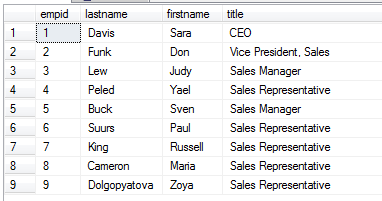 empid lastname firstname title
1 1 Davis Sara CEO
2 2 Funk Don Vice President, Sales
3 3 Lew Judy Sales Manager
4 4 Peled Yael Sales Representative
5 5 Buck Sven Sales Manager
6 6 Suurs Paul Sales Representative
7 7 King Russell Sales Representative
8 8 Cameron Maria Sales Representative
9 9 Dolgopyatova Zoya Sales Representative